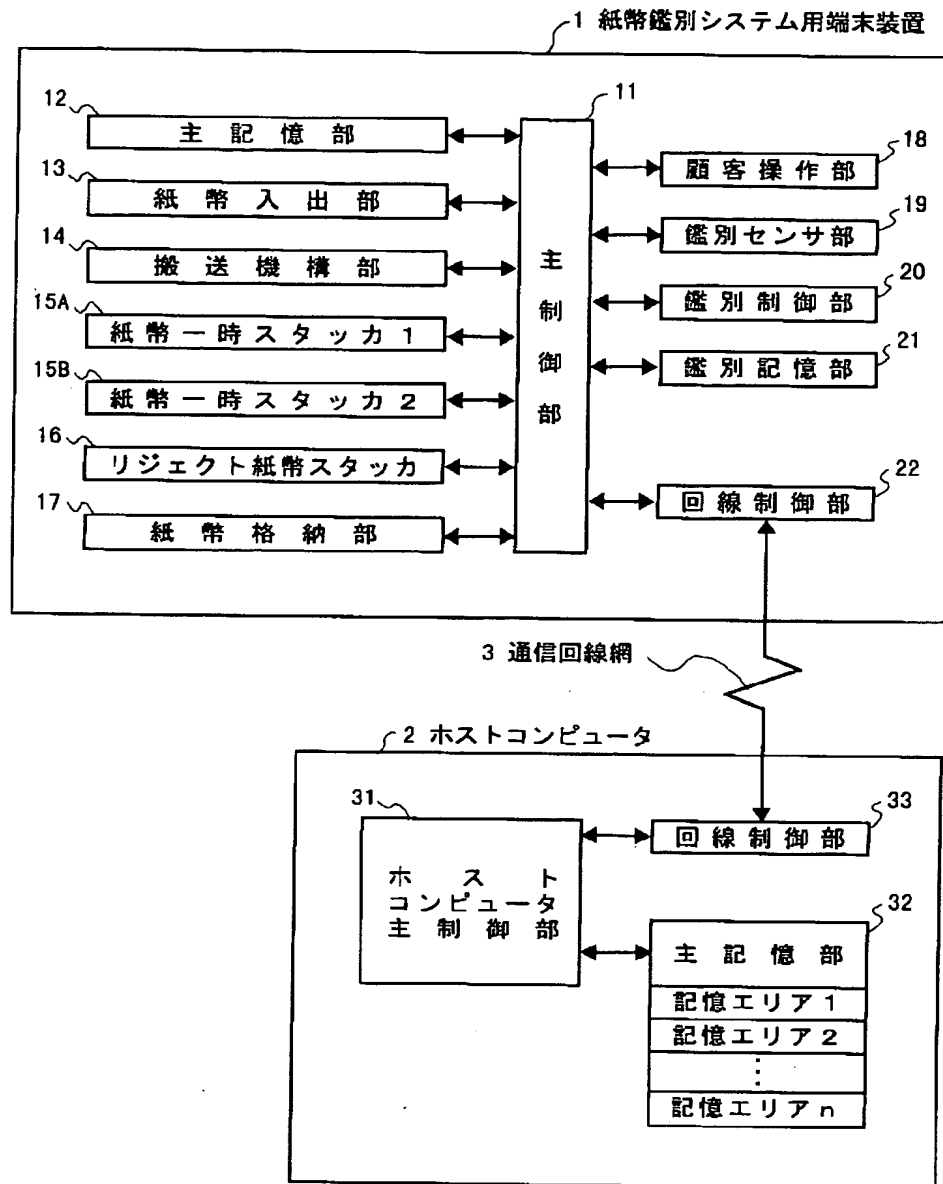 1 紙幣鑑別システム用端末装置
12
主記憶部
13
紙幣入出部
14
搬送機構部
15A
紙幣一時スタッカ1
15B
紙幣一時スタッカ2
16
リジェクト紙幣スタッカ
17
紙幣格納部
11
主制御部
18
顧客操作部
19
鑑別センサ部
20
鑑別制御部
21
鑑別記憶部
22
回線制御部
3 通信回線網
2 ホストコンピュータ
31
ホスト
コンピュータ
主制御部
33
回線制御部
32
主記憶部
記憶エリア1
記憶エリア2
⋮
記憶エリアn